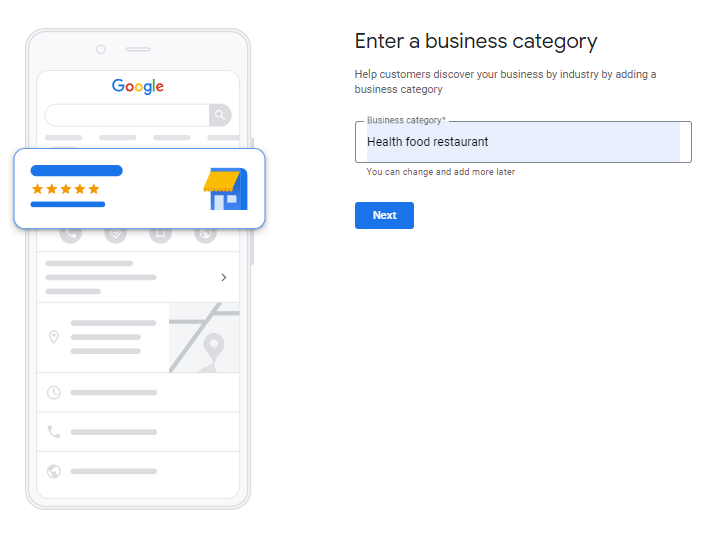 Google
Enter a business category
Help customers discover your business by industry by adding a
business category
Business category*
Health food restaurant
You can change and add more later
Next